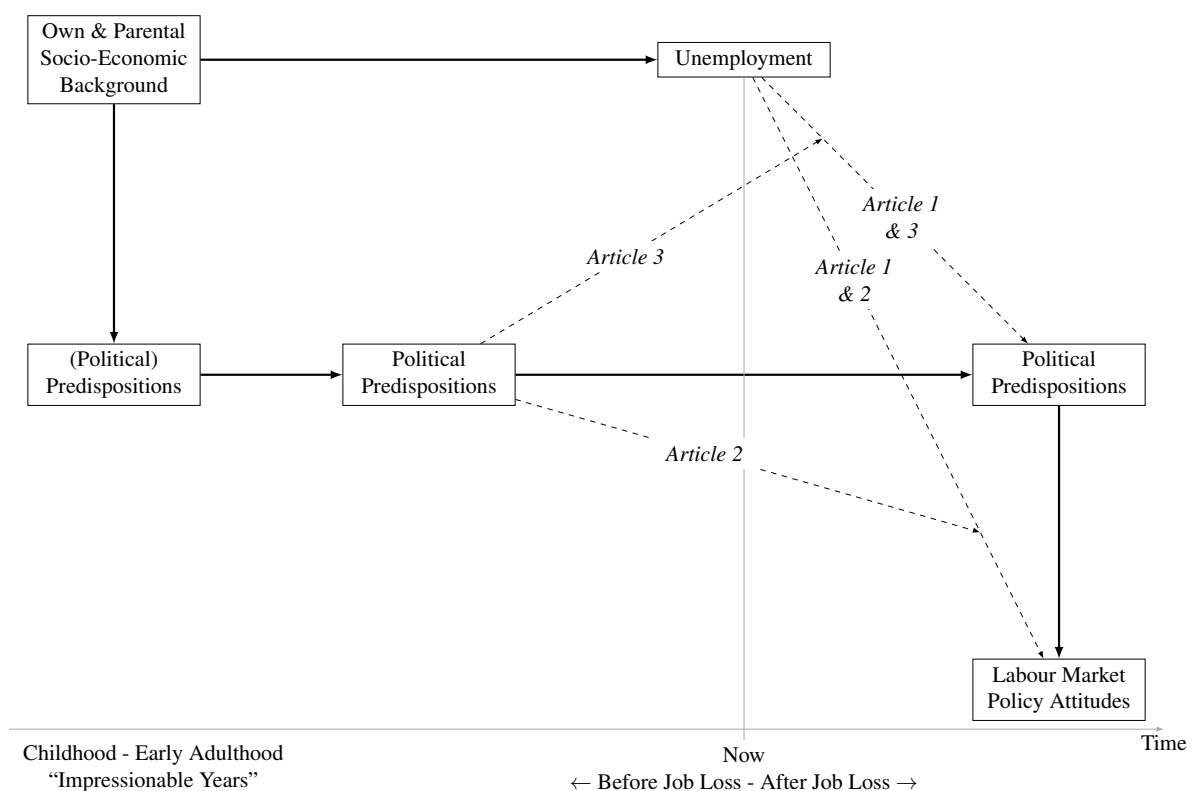 Own & Parental
Socio-Economic
Background
Unemployment
Article 1
& 3
Article 3
Article 1
& 2
(Political)
Predispositions
Political
Predispositions
Political
Predispositions
Article 2
Labour Market
Policy Attitudes
Time
Childhood - Early Adulthood
“Impressionable Years”
Now
← Before Job Loss - After Job Loss →